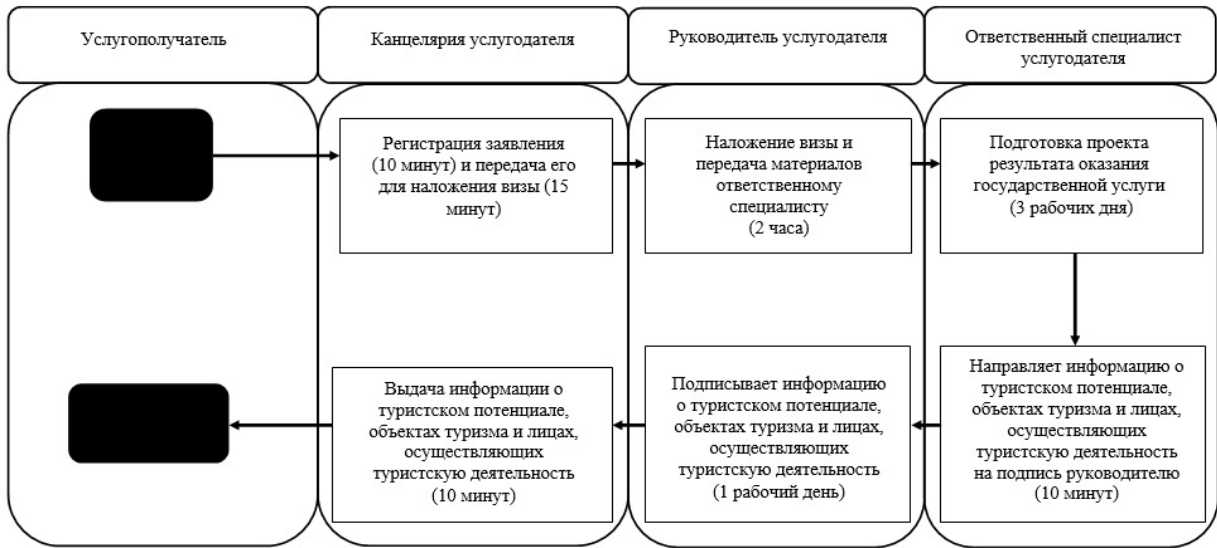 Услугополучатель
Канцелярия услугодателя
Руководитель услугодателя
Ответственный специалист
услугодателя
Регистрация заявления
(10 минут) и передача его
для наложения визы (15
минут)
Наложение визы и
передача материалов
ответственному
специалисту
(2 часа)
Подготовка проекта
результата оказания
государственной услуги
(3 рабочих дня)
Выдача информации о
туристском потенциале,
объектах туризма и лицах,
осуществляющих
туристскую деятельность
(10 минут)
Подписывает информацию
о туристском потенциале,
объектах туризма и лицах,
осуществляющих
туристскую деятельность
(1 рабочий день)
Направляет информацию о
туристском потенциале,
объектах туризма и лицах,
осуществляющих
туристскую деятельность
на подпись руководителю
(10 минут)